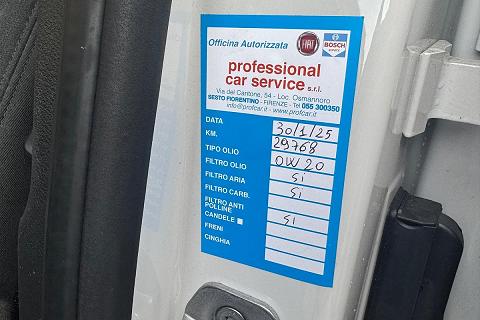 Officina Autorizzata FIAT BOSCH
SERVICE
professional
car service s.r.l.
Via del Cantone, 54 - Loc. Osmannoro
SESTO FIORENTINO - FIRENZE - Tel 055 300350
info@profcar.it - www.profcar.it
DATA 30/1/25
KM. 29768
TIPO OLIO 0W20
FILTRO OLIO si
FILTRO ARIA si
FILTRO CARB.
FILTRO ANTI
POLLINE si
CANDELE
FRENI
CINGHIA